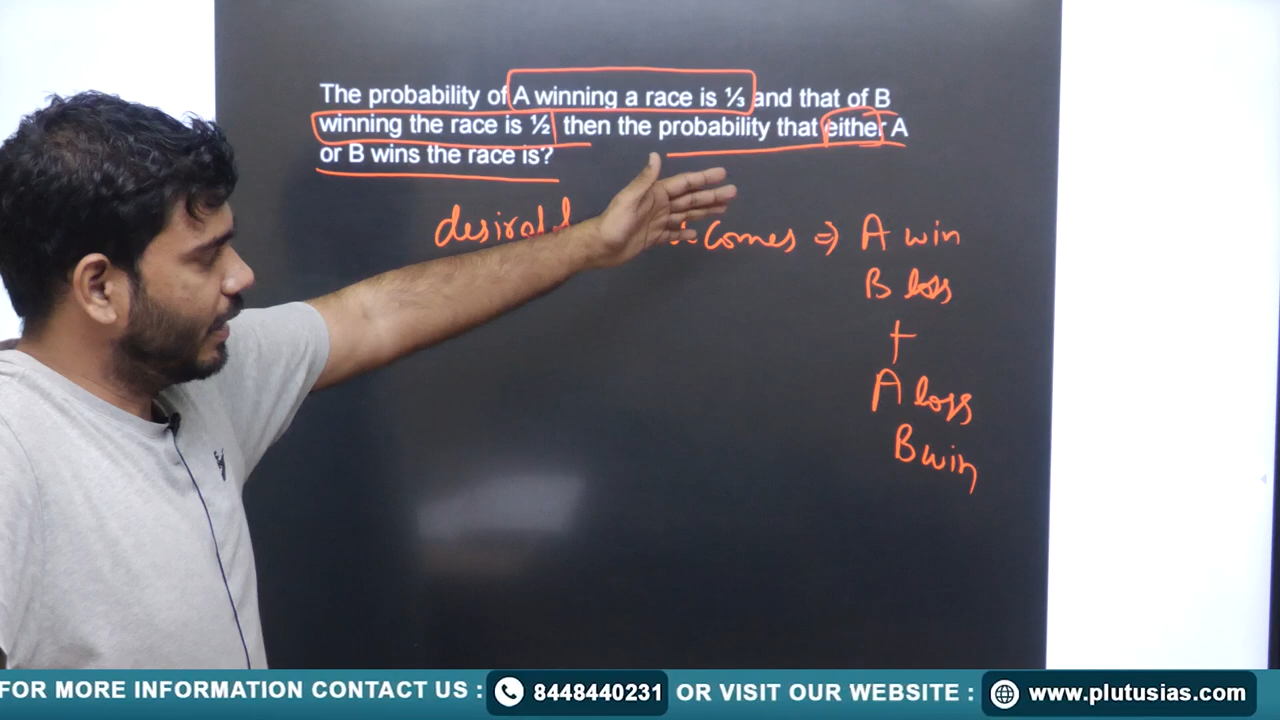 The probability of A winning a race is ⅓ and that of B
winning the race is ½ then the probability that either A
or B wins the race is?
⇒ A win
B loss
+
A loss
B win
FOR MORE INFORMATION CONTACT US : 8448440231 OR VISIT OUR WEBSITE : www.plutusias.com